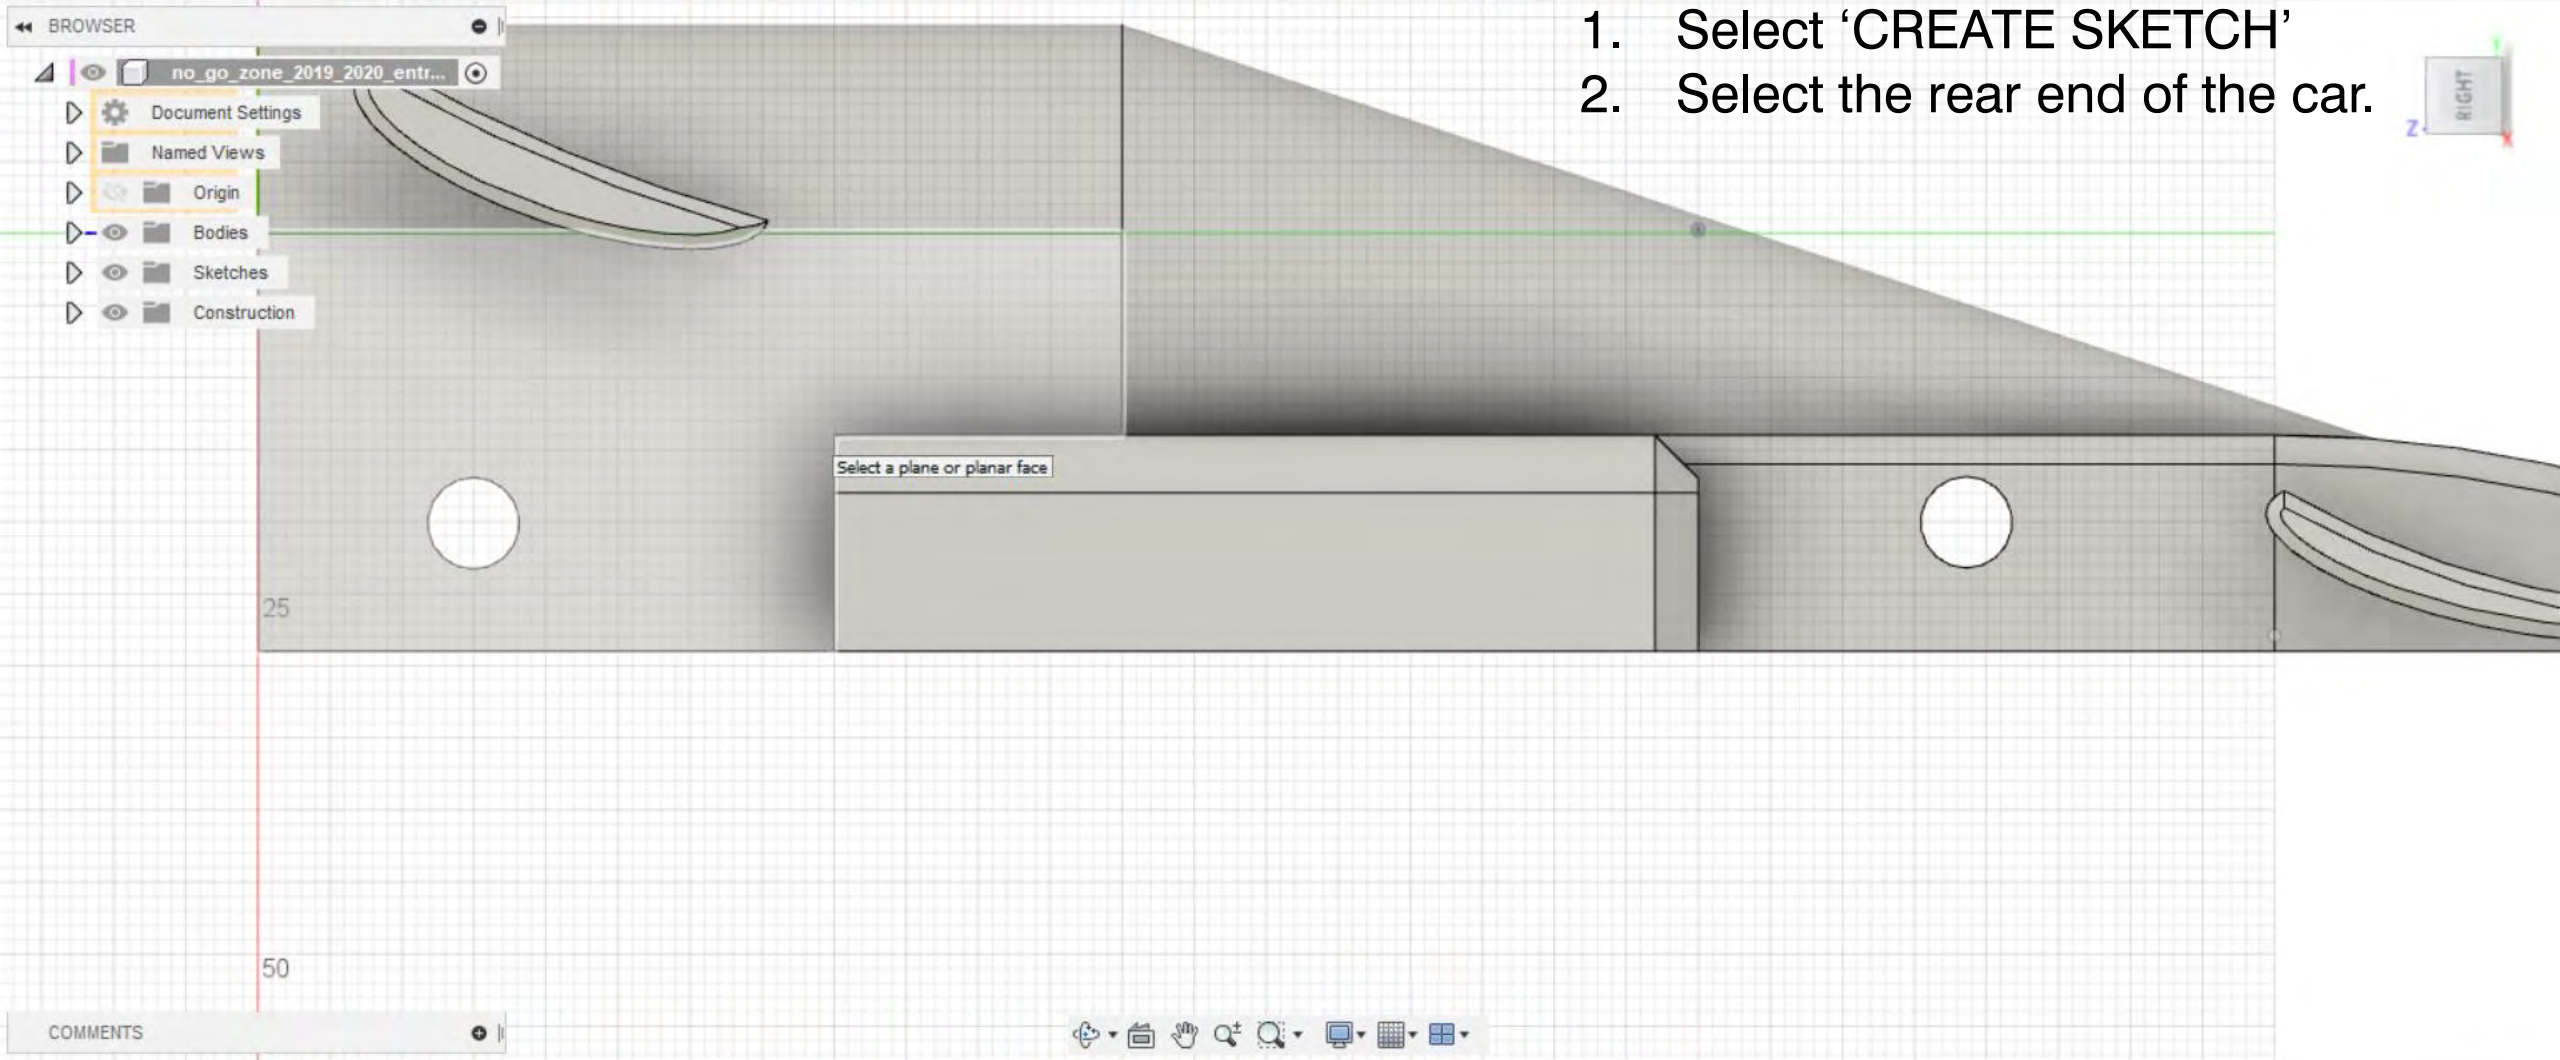 BROWSER
no_go_zone_2019_2020_entr...
Document Settings
Named Views
Origin
Bodies
Sketches
Construction
1. Select ‘CREATE SKETCH’
2. Select the rear end of the car.
RIGHT
Y
Z
X
Select a plane or planar face
25
50
COMMENTS